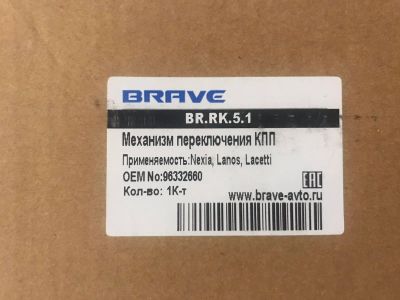 BRAVE
BR.RK.5.1
Механизм переключения КПП
Применяемость:Nexia, Lanos, Lacetti
OEM No:96332660
Кол-во: 1К-т
EAC
www.brave-avto.ru